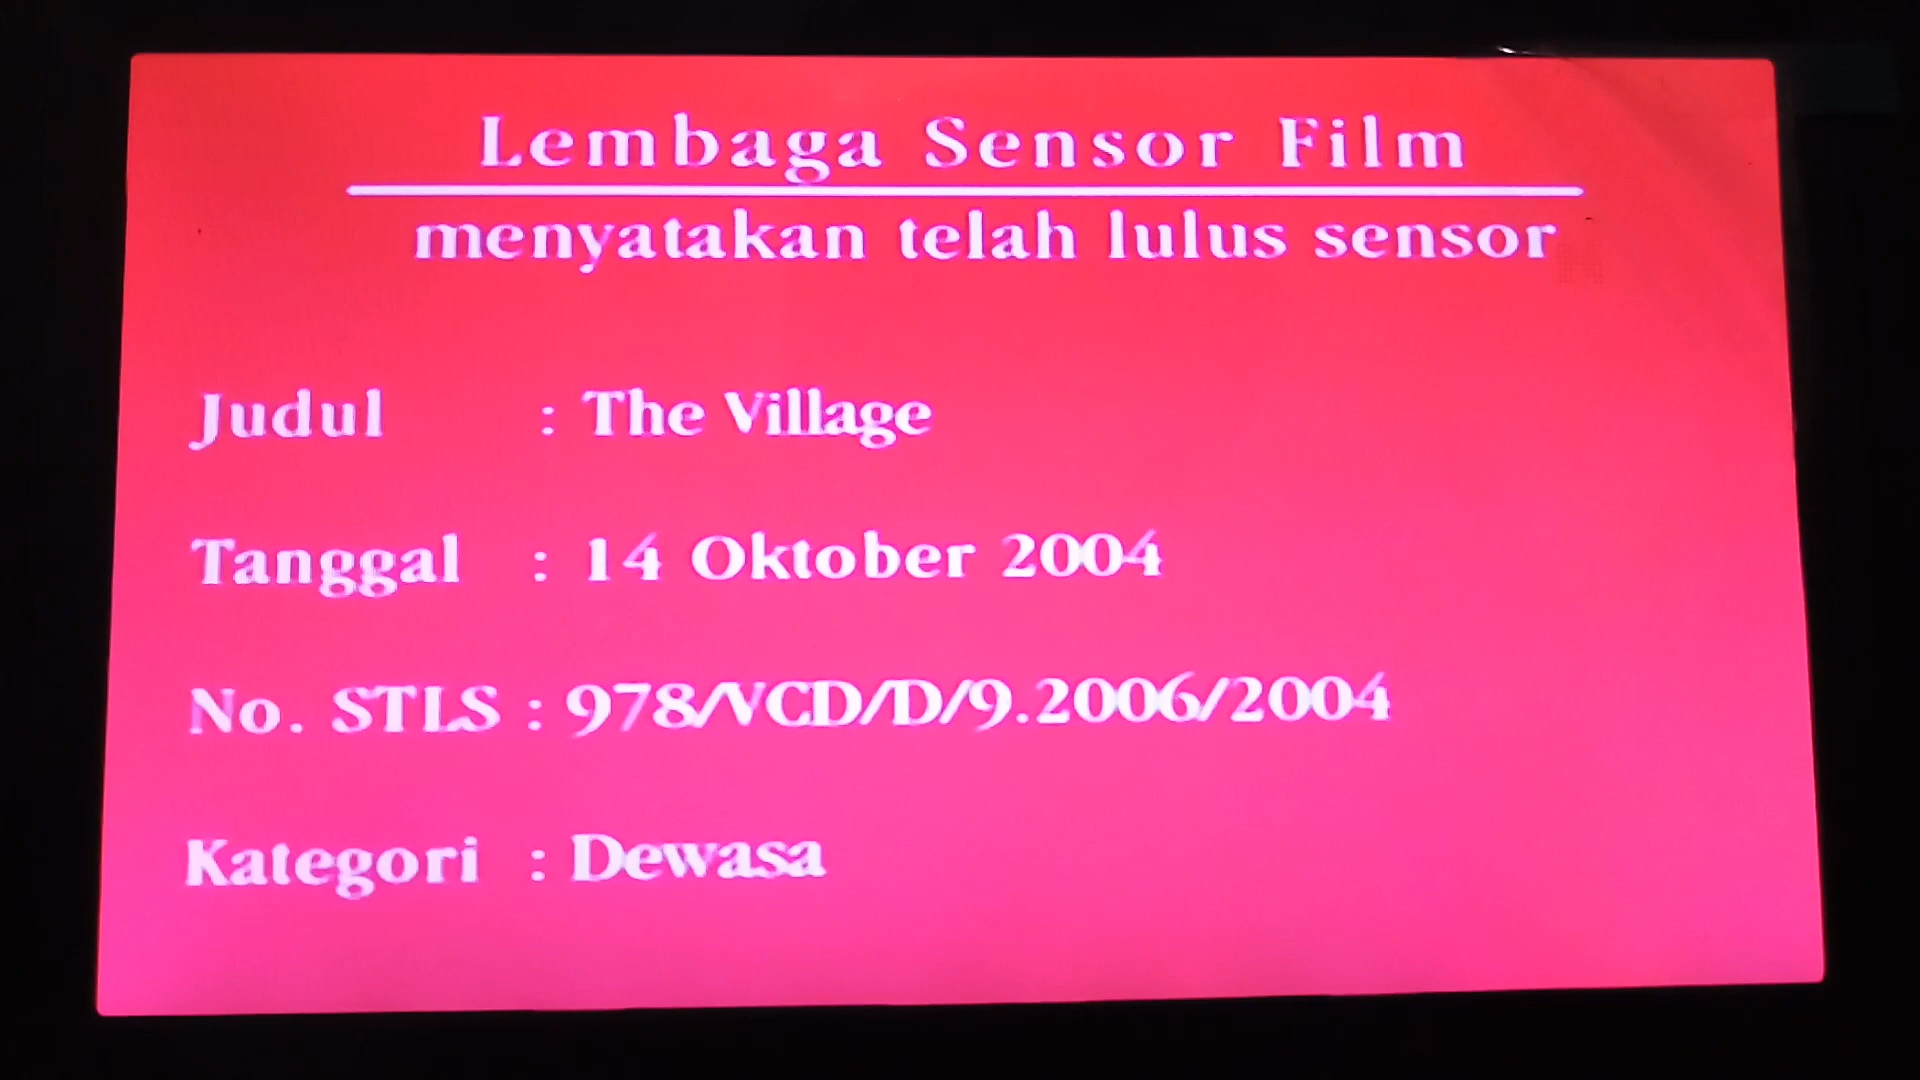 Lembaga Sensor Film
menyatakan telah lulus sensor
Judul : The Village
Tanggal : 14 Oktober 2004
No. STLS : 978/VCD/D/9.2006/2004
Kategori : Dewasa